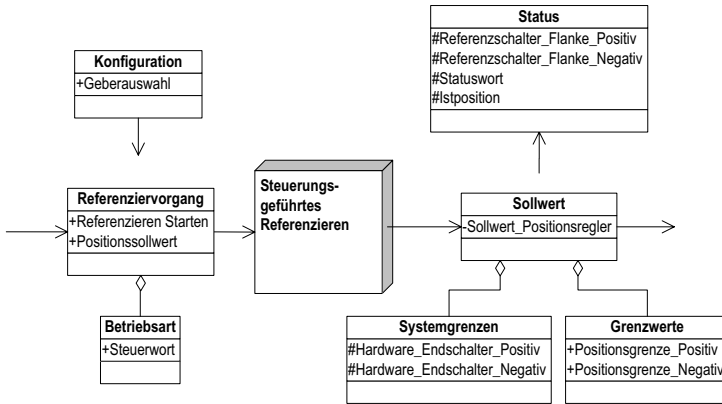 Status
#Referenzschalter_Flanke_Positiv
#Referenzschalter_Flanke_Negativ
#Statuswort
#Istposition
Konfiguration
+Geberauswahl
Referenziervorgang
+Referenzieren Starten
+Positionssollwert
Steuerungs-
geführtes
Referenzieren
Sollwert
-Sollwert_Positionsregler
Betriebsart
+Steuerwort
Systemgrenzen
#Hardware_Endschalter_Positiv
#Hardware_Endschalter_Negativ
Grenzwerte
+Positionsgrenze_Positiv
+Positionsgrenze_Negativ